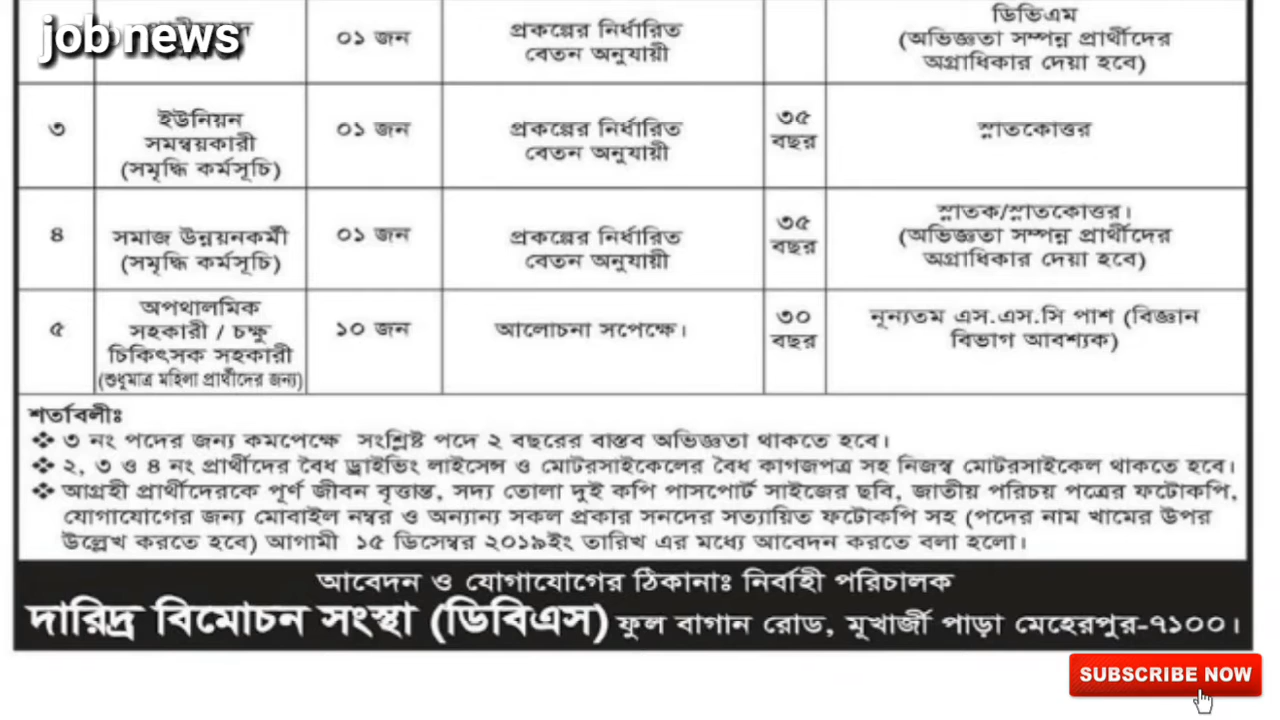 job news
০১ জন
প্রকল্পের নির্ধারিত
বেতন অনুযায়ী
ডিভিএম
(অভিজ্ঞতা সম্পন্ন প্রার্থীদের
অগ্রাধিকার দেয়া হবে)
৩
ইউনিয়ন
সমন্বয়কারী
(সমৃদ্ধি কর্মসূচি)
০১ জন
প্রকল্পের নির্ধারিত
বেতন অনুযায়ী
৩৫
বছর
স্নাতকোত্তর
৪
সমাজ উন্নয়নকর্মী
(সমৃদ্ধি কর্মসূচি)
০১ জন
প্রকল্পের নির্ধারিত
বেতন অনুযায়ী
৩৫
বছর
স্নাতক/স্নাতকোত্তর।
(অভিজ্ঞতা সম্পন্ন প্রার্থীদের
অগ্রাধিকার দেয়া হবে)
৫
অপথালমিক
সহকারী / চক্ষু
চিকিৎসক সহকারী
(শুধুমাত্র মহিলা প্রার্থীদের জন্য)
১০ জন
আলোচনা সপেক্ষে।
৩০
বছর
নূন্যতম এস.এস.সি পাশ (বিজ্ঞান
বিভাগ আবশ্যক)
শর্তাবলীঃ
❖ ৩ নং পদের জন্য কমপেক্ষে সংশ্লিষ্ট পদে ২ বছরের বাস্তব অভিজ্ঞতা থাকতে হবে।
❖ ২, ৩ ও ৪ নং প্রার্থীদের বৈধ ড্রাইভিং লাইসেন্স ও মোটরসাইকেলের বৈধ কাগজপত্র সহ নিজস্ব মোটরসাইকেল থাকতে হবে।
❖ আগ্রহী প্রার্থীদেরকে পূর্ণ জীবন বৃত্তান্ত, সদ্য তোলা দুই কপি পাসপোর্ট সাইজের ছবি, জাতীয় পরিচয় পত্রের ফটোকপি,
যোগাযোগের জন্য মোবাইল নম্বর ও অন্যান্য সকল প্রকার সনদের সত্যায়িত ফটোকপি সহ (পদের নাম খামের উপর
উল্লেখ করতে হবে) আগামী ১৫ ডিসেম্বর ২০১৯ইং তারিখ এর মধ্যে আবেদন করতে বলা হলো।
আবেদন ও যোগাযোগের ঠিকানাঃ নির্বাহী পরিচালক
দারিদ্র বিমোচন সংস্থা (ডিবিএস) ফুল বাগান রোড, মূখার্জী পাড়া মেহেরপুর-৭১০০।
SUBSCRIBE NOW